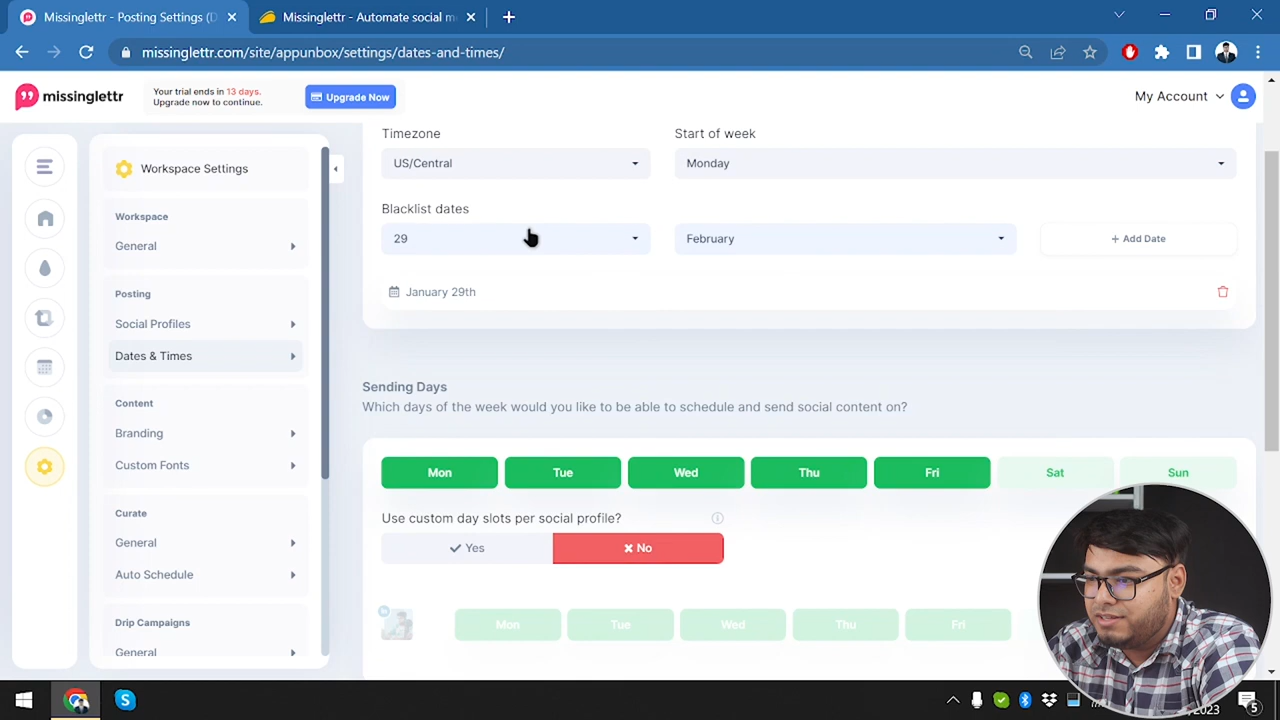 Missinglettr - Posting Settings (D
Missinglettr - Automate social m
missinglettr.com/site/appunbox/settings/dates-and-times/
missinglettr
Your trial ends in 13 days.
Upgrade now to continue.
Upgrade Now
My Account
Workspace Settings
Workspace
General
Posting
Social Profiles
Dates & Times
Content
Branding
Custom Fonts
Curate
General
Auto Schedule
Drip Campaigns
General
Timezone
Start of week
US/Central
Monday
Blacklist dates
29
February
+ Add Date
January 29th
Sending Days
Which days of the week would you like to be able to schedule and send social content on?
Mon Tue Wed Thu Fri Sat Sun
Use custom day slots per social profile?
Yes
No
Mon Tue Wed Thu Fri
2023
5